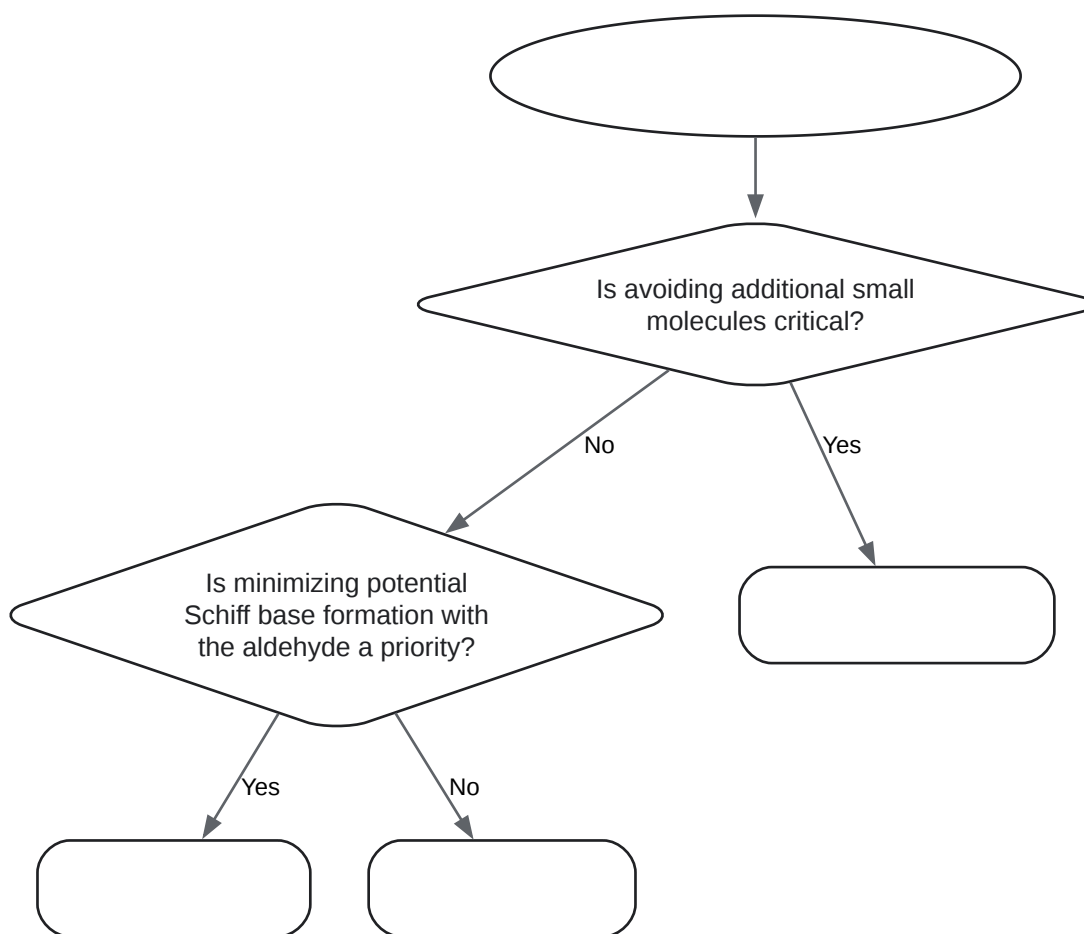 Is avoiding additional small
molecules critical?
No
Yes
Is minimizing potential
Schiff base formation with
the aldehyde a priority?
Yes
No